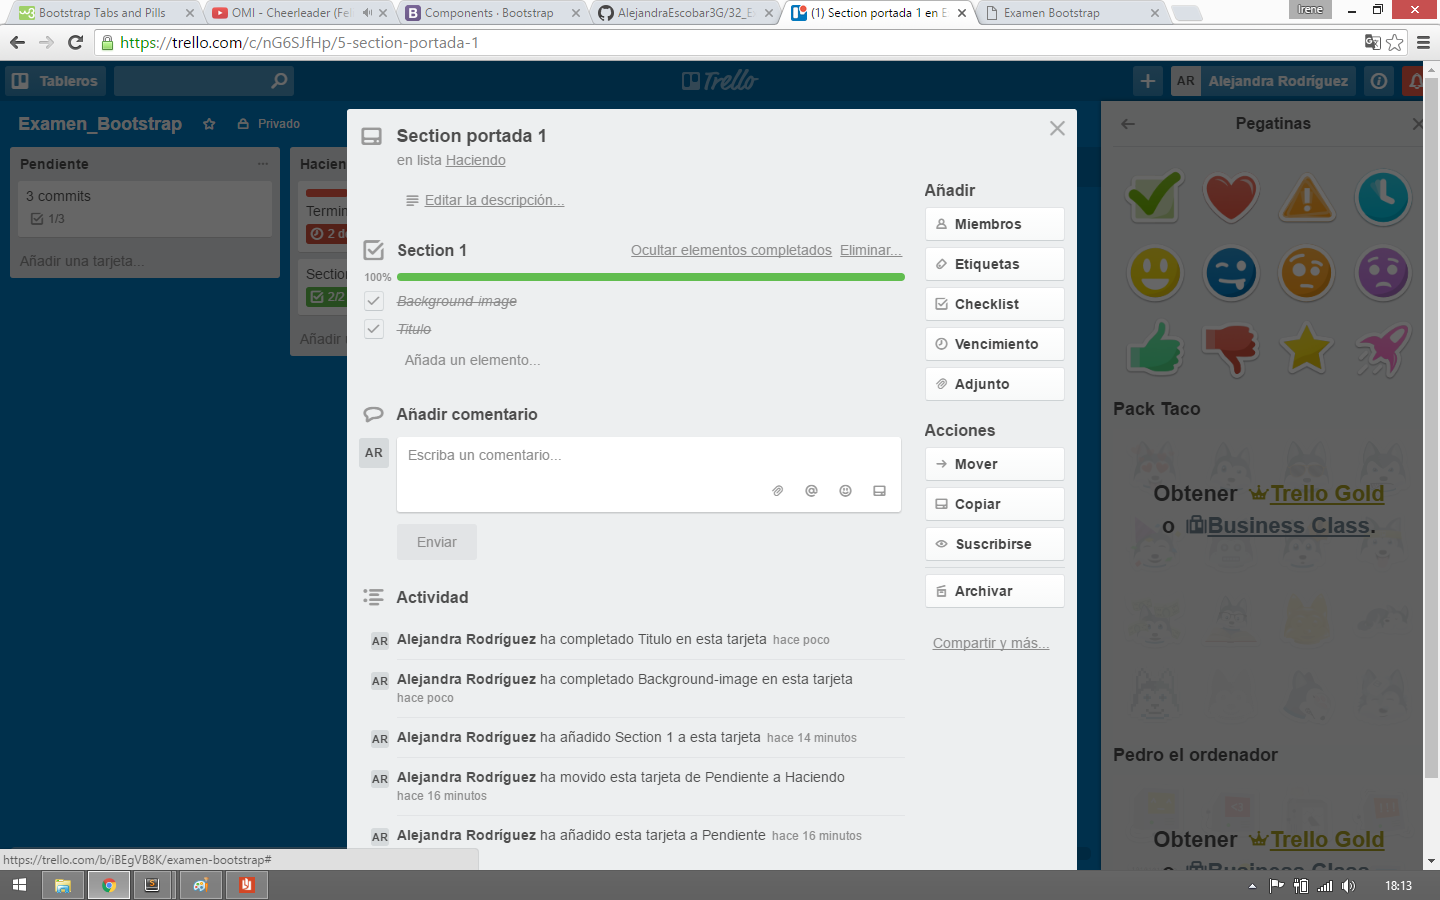 Bootstrap Tabs and Pills
OMI - Cheerleader (Fel
Components · Bootstrap
AlejandraEscobar3G/32_E
(1) Section portada 1 en E
Examen Bootstrap
Irene
https://trello.com/c/nG6SJfHp/5-section-portada-1
Tableros
Trello
AR Alejandra Rodríguez
Examen_Bootstrap
Privado
Pendiente
3 commits
1/3
Añadir una tarjeta...
Hacien
Termin
2 de
Section
2/2
Añadir u
Section portada 1
en lista Haciendo
Editar la descripción...
Section 1
Ocultar elementos completados Eliminar...
100%
Background-image
Titulo
Añada un elemento...
Añadir comentario
AR
Escriba un comentario...
Enviar
Actividad
AR Alejandra Rodríguez ha completado Titulo en esta tarjeta hace poco
AR Alejandra Rodríguez ha completado Background-image en esta tarjeta
hace poco
AR Alejandra Rodríguez ha añadido Section 1 a esta tarjeta hace 14 minutos
AR Alejandra Rodríguez ha movido esta tarjeta de Pendiente a Haciendo
hace 16 minutos
AR Alejandra Rodríguez ha añadido esta tarjeta a Pendiente hace 16 minutos
Añadir
Miembros
Etiquetas
Checklist
Vencimiento
Adjunto
Acciones
Mover
Copiar
Suscribirse
Archivar
Compartir y más...
Pegatinas
Pack Taco
Obtener Trello Gold
o Business Class.
Pedro el ordenador
Obtener Trello Gold
o Business Class.
https://trello.com/b/iBEgVB8K/examen-bootstrap#
18:13